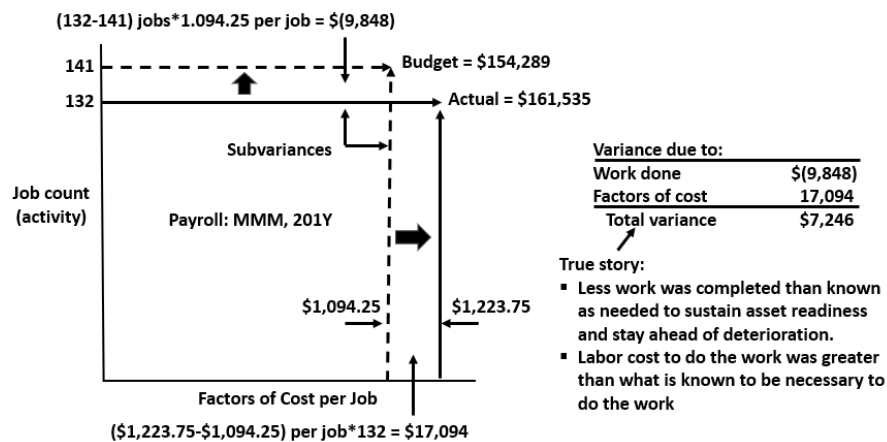 (132-141) jobs*1.094.25 per job = $(9,848)
141
Budget = $154,289
132
Actual = $161,535
Subvariances
Job count
(activity)
Payroll: MMM, 201Y
$1,094.25
$1,223.75
Factors of Cost per Job
($1,223.75-$1,094.25) per job*132 = $17,094
Variance due to:
Work done $(9,848)
Factors of cost 17,094
Total variance $7,246
True story:
▪ Less work was completed than known
as needed to sustain asset readiness
and stay ahead of deterioration.
▪ Labor cost to do the work was greater
than what is known to be necessary to
do the work